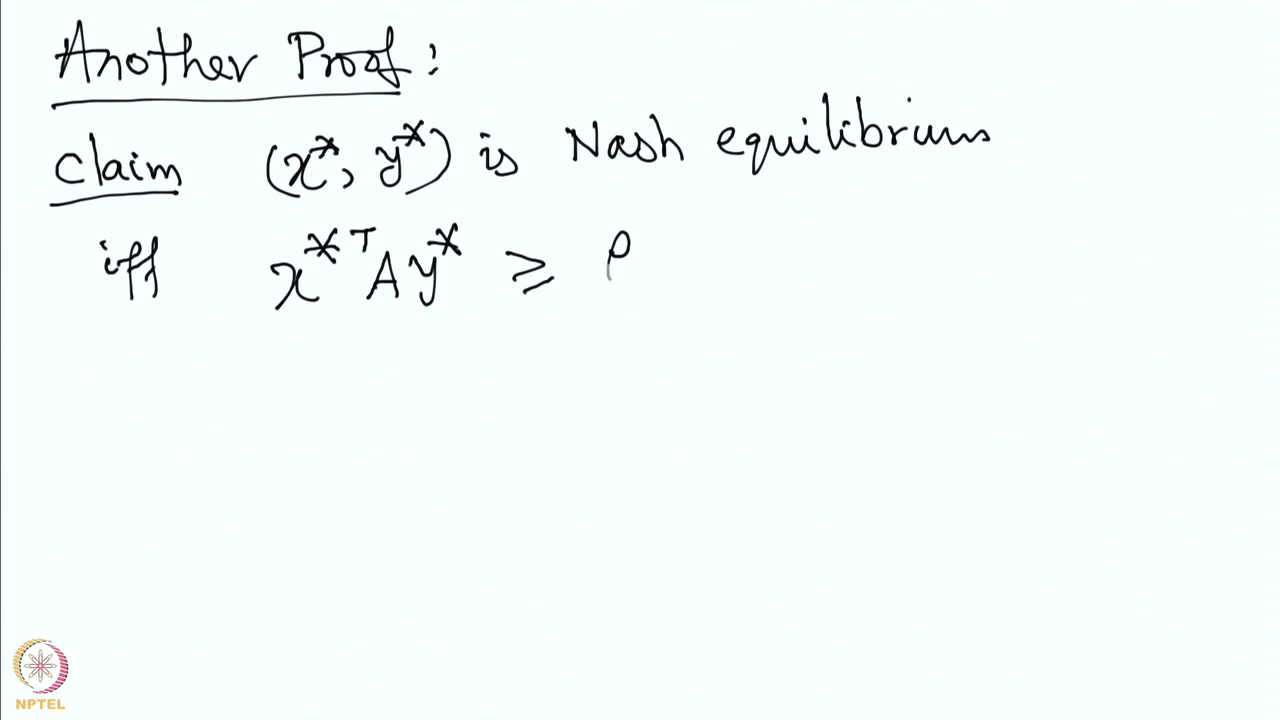 Another Proof:
Claim (x*, y*) is Nash equilibrium
iff x*ᵀAy* ≥
NPTEL